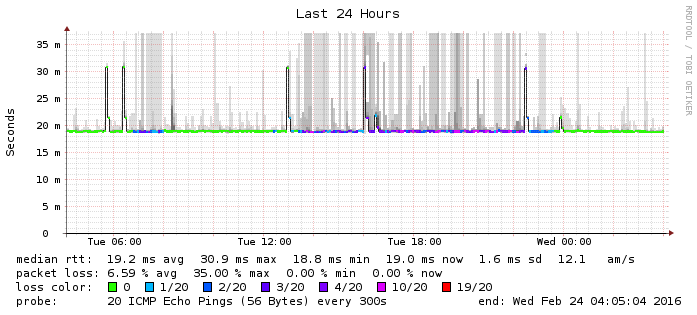 Last 24 Hours
RRDTOOL / TOBI OETIKER
Seconds
35 m
30 m
25 m
20 m
15 m
10 m
5 m
0
Tue 06:00 Tue 12:00 Tue 18:00 Wed 00:00
median rtt: 19.2 ms avg 30.9 ms max 18.8 ms min 19.0 ms now 1.6 ms sd 12.1 am/s
packet loss: 6.59 % avg 35.00 % max 0.00 % min 0.00 % now
loss color: 0 1/20 2/20 3/20 4/20 10/20 19/20
probe: 20 ICMP Echo Pings (56 Bytes) every 300s end: Wed Feb 24 04:05:04 2016